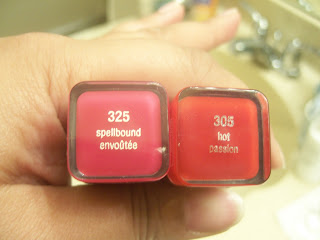 325
spellbound
envoûtée
305
hot
passion